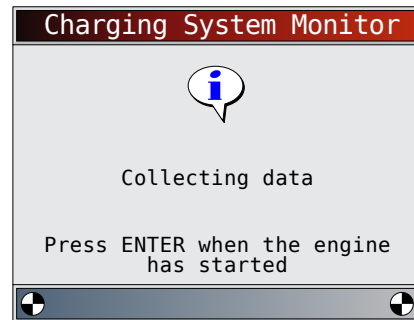 Charging System Monitor
i
Collecting data
Press ENTER when the engine
has started